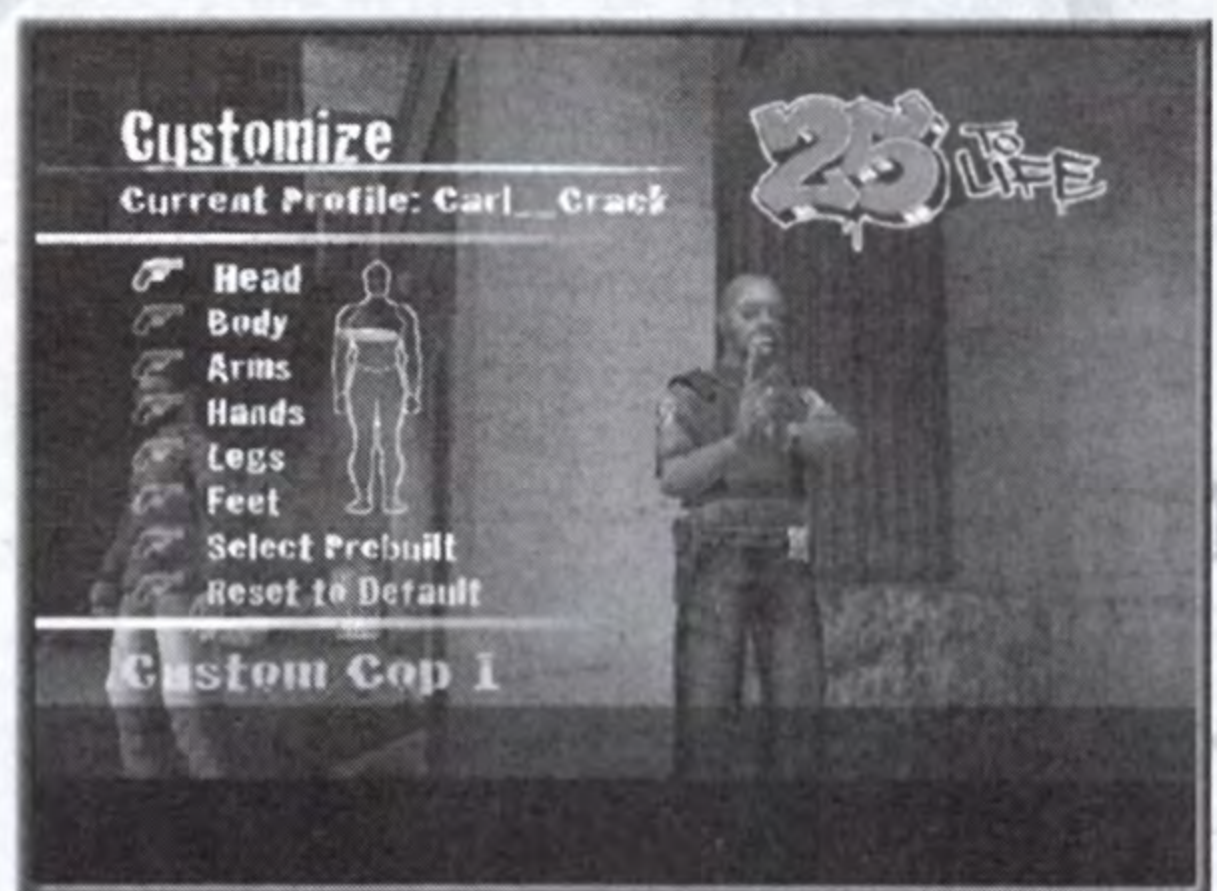 Customize
25 TO LIFE
Current Profile: Carl__Crack
Head
Body
Arms
Hands
Legs
Feet
Select Prebuilt
Reset to Default
Custom Cop 1